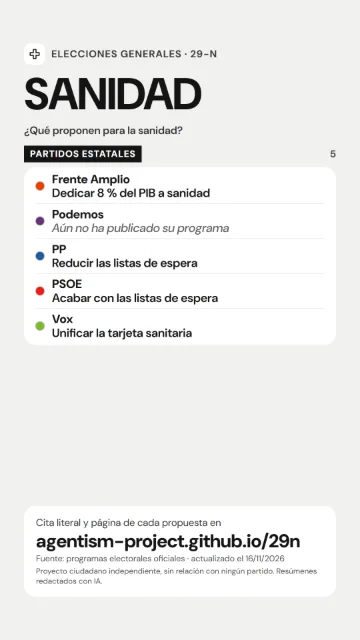 ELECCIONES GENERALES · 29-N
SANIDAD
¿Qué proponen para la sanidad?
PARTIDOS ESTATALES 5
Frente Amplio
Dedicar 8 % del PIB a sanidad
Podemos
Aún no ha publicado su programa
PP
Reducir las listas de espera
PSOE
Acabar con las listas de espera
Vox
Unificar la tarjeta sanitaria
Cita literal y página de cada propuesta en
agentism-project.github.io/29n
Fuente: programas electorales oficiales · actualizado el 16/11/2026
Proyecto ciudadano independiente, sin relación con ningún partido. Resúmenes
redactados con IA.